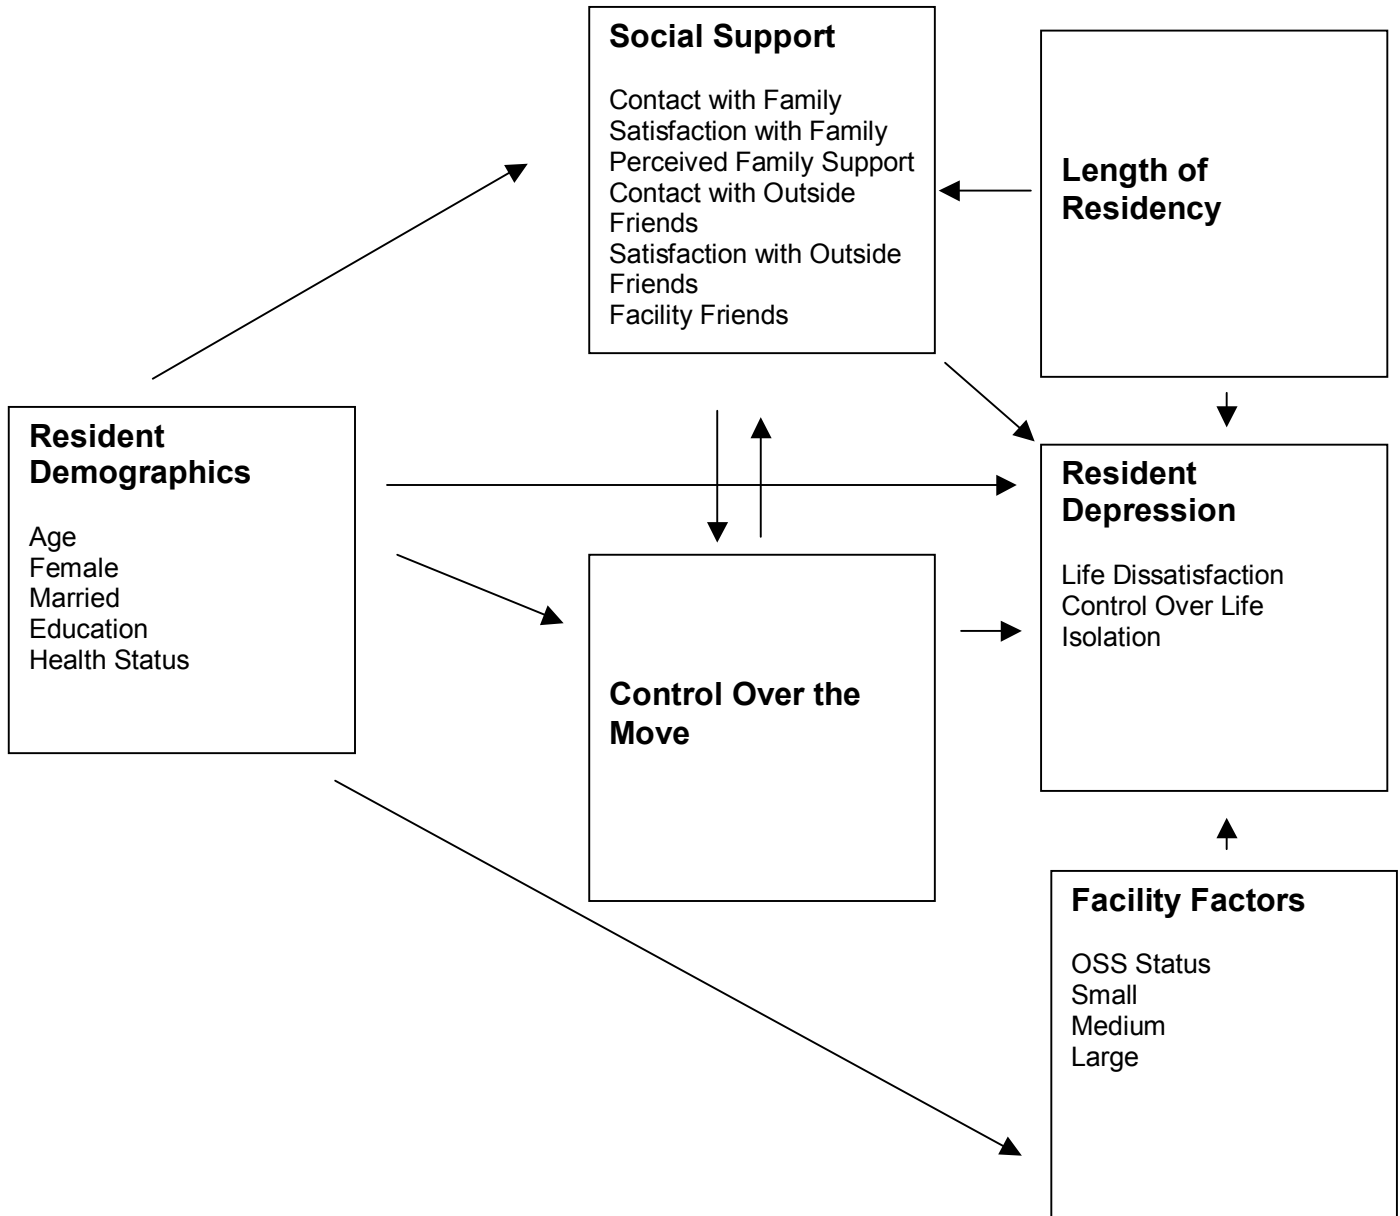 Social Support
Contact with Family
Satisfaction with Family
Perceived Family Support
Contact with Outside
Friends
Satisfaction with Outside
Friends
Facility Friends
Length of
Residency
Resident
Demographics
Age
Female
Married
Education
Health Status
Control Over the
Move
Resident
Depression
Life Dissatisfaction
Control Over Life
Isolation
Facility Factors
OSS Status
Small
Medium
Large